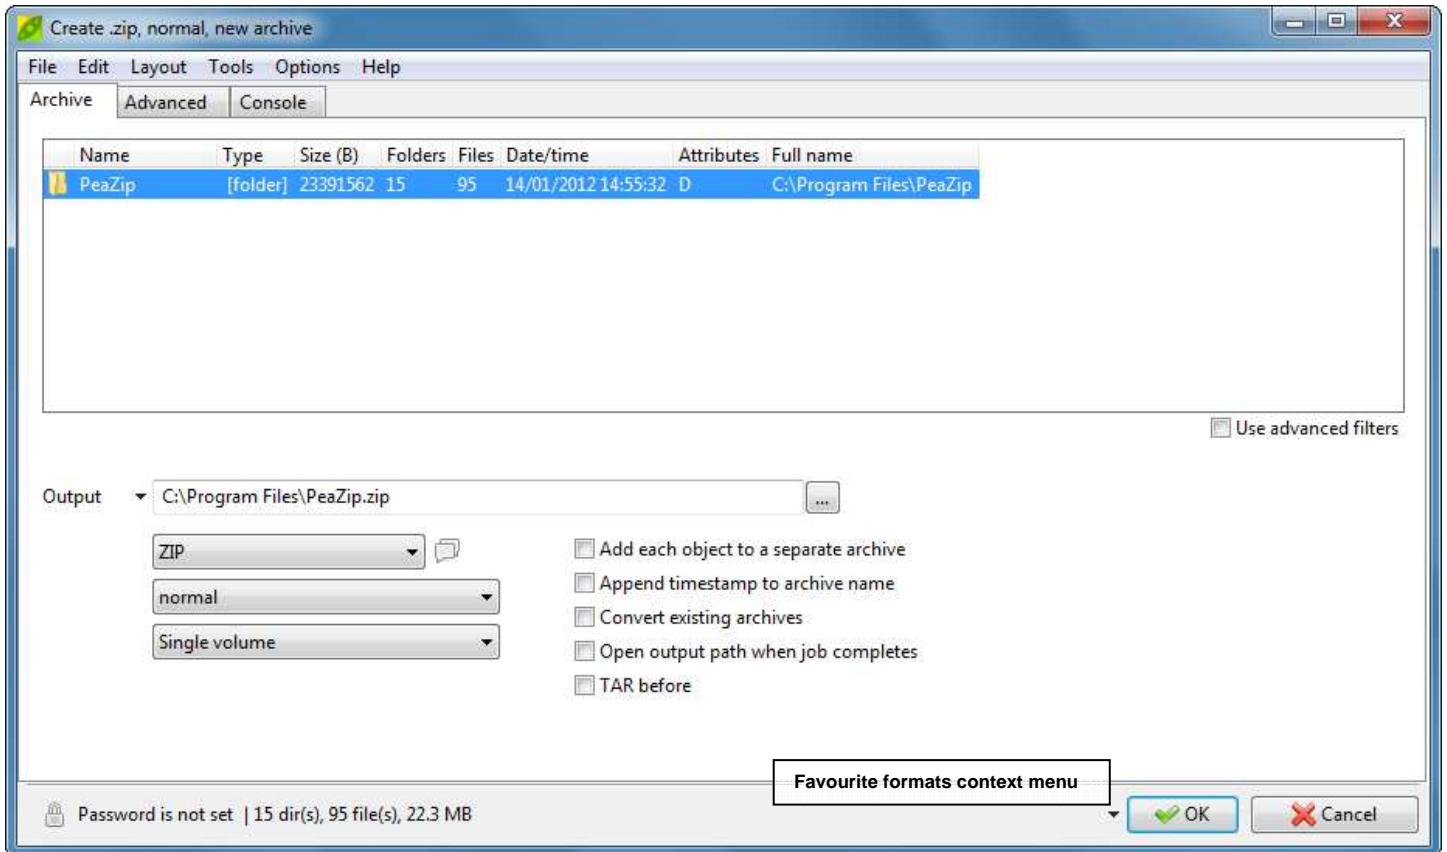 Create .zip, normal, new archive
File Edit Layout Tools Options Help
Archive Advanced Console
Name Type Size (B) Folders Files Date/time Attributes Full name
PeaZip [folder] 23391562 15 95 14/01/2012 14:55:32 D C:\Program Files\PeaZip
Use advanced filters
Output C:\Program Files\PeaZip.zip ...
ZIP
Add each object to a separate archive
normal
Append timestamp to archive name
Convert existing archives
Single volume
Open output path when job completes
TAR before
Favourite formats context menu
Password is not set | 15 dir(s), 95 file(s), 22.3 MB OK Cancel